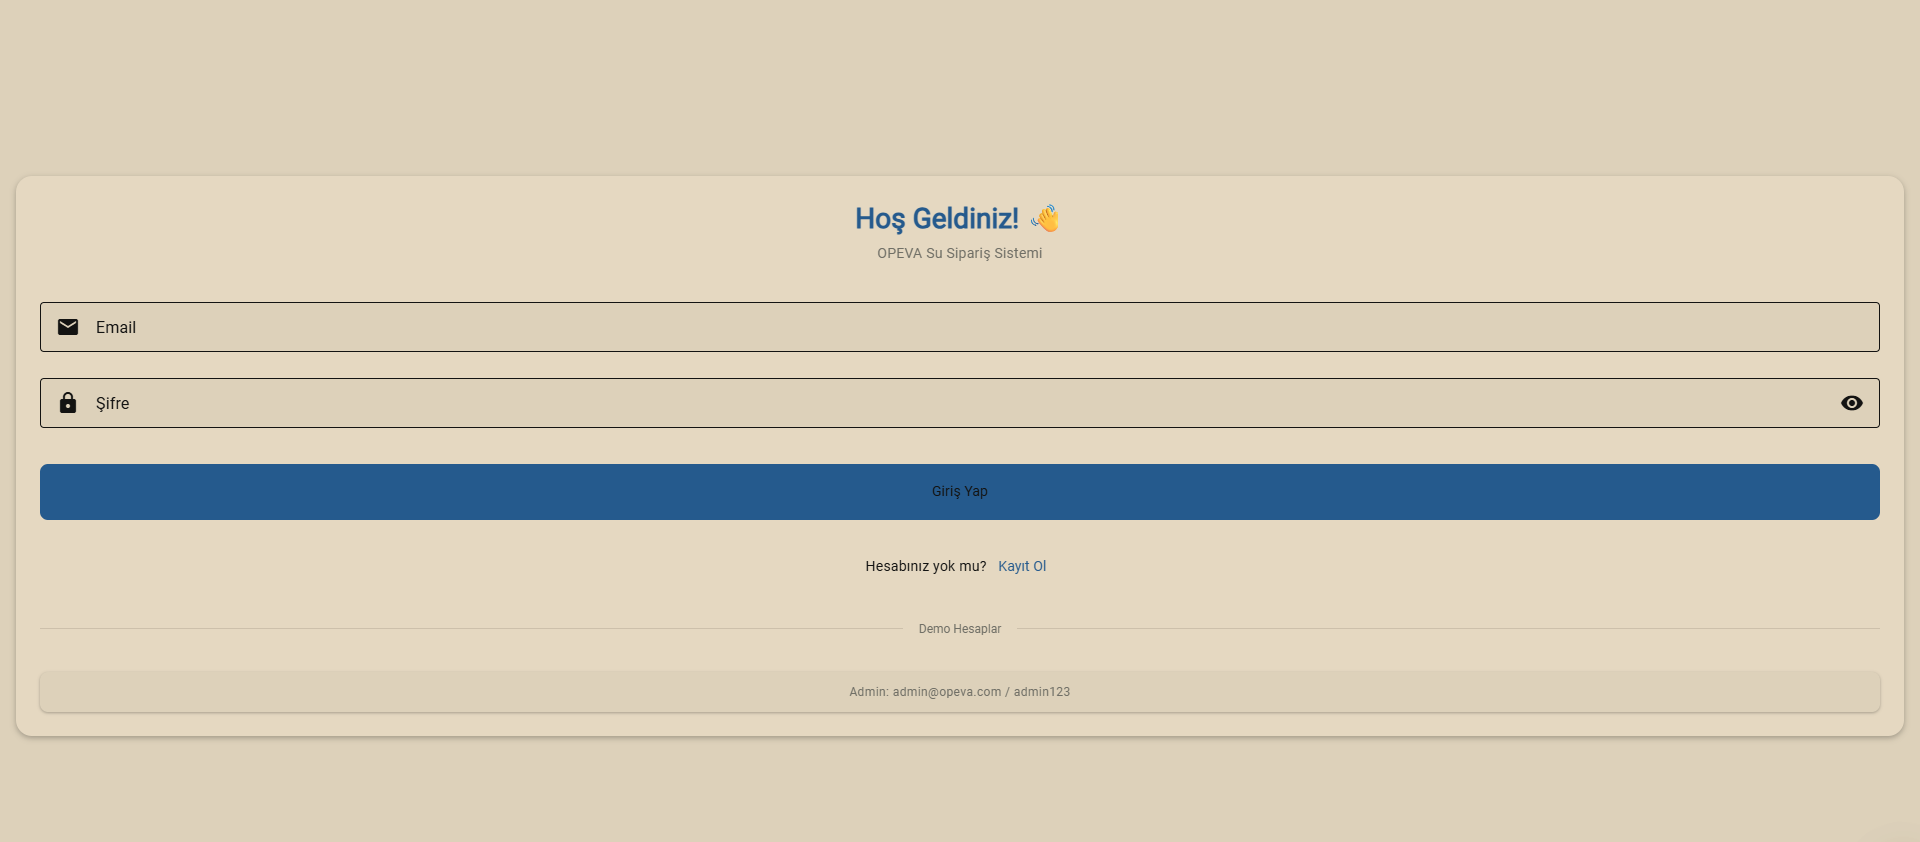 Hoş Geldiniz! 👋
OPEVA Su Sipariş Sistemi
Email
Şifre
Giriş Yap
Hesabınız yok mu? Kayıt Ol
Demo Hesaplar
Admin: admin@opeva.com / admin123